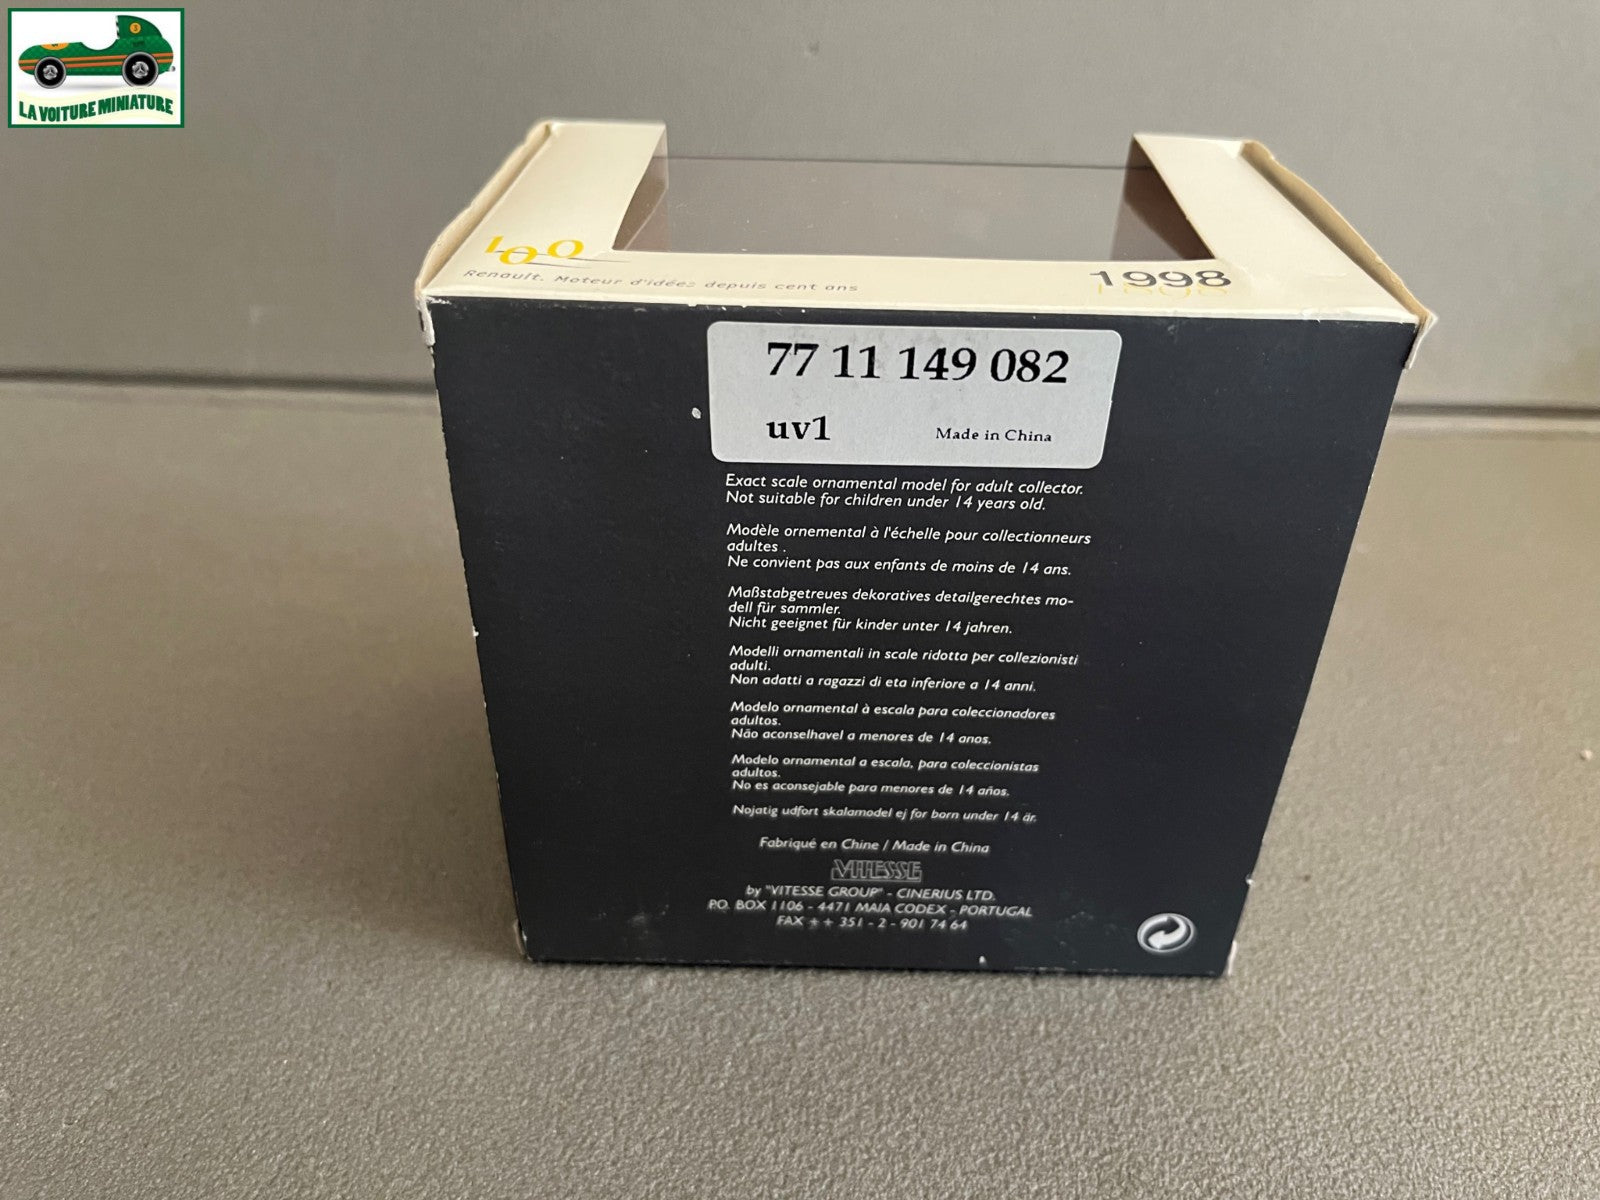 LA VOITURE MINIATURE
100
Renault. Moteur d'idées depuis cent ans
1998
1898
77 11 149 082
uv1 Made in China
Exact scale ornamental model for adult collector.
Not suitable for children under 14 years old.
Modèle ornemental à l'échelle pour collectionneurs
adultes .
Ne convient pas aux enfants de moins de 14 ans.
Maßstabgetreues dekoratives detailgerechtes mo-
dell für sammler.
Nicht geeignet für kinder unter 14 jahren.
Modelli ornamentali in scale ridotta per collezionisti
adulti.
Non adatti a ragazzi di eta inferiore a 14 anni.
Modelo ornamental à escala para coleccionadores
adultos.
Não aconselhavel a menores de 14 anos.
Modelo ornamental a escala, para coleccionistas
adultos.
No es aconsejable para menores de 14 años.
Nojatig udfort skalamodel ej for born under 14 år.
Fabriqué en Chine / Made in China
VITESSE
by "VITESSE GROUP" - CINERIUS LTD.
P.O. BOX 1106 - 4471 MAIA CODEX - PORTUGAL
FAX + + 351 - 2 - 901 74 64